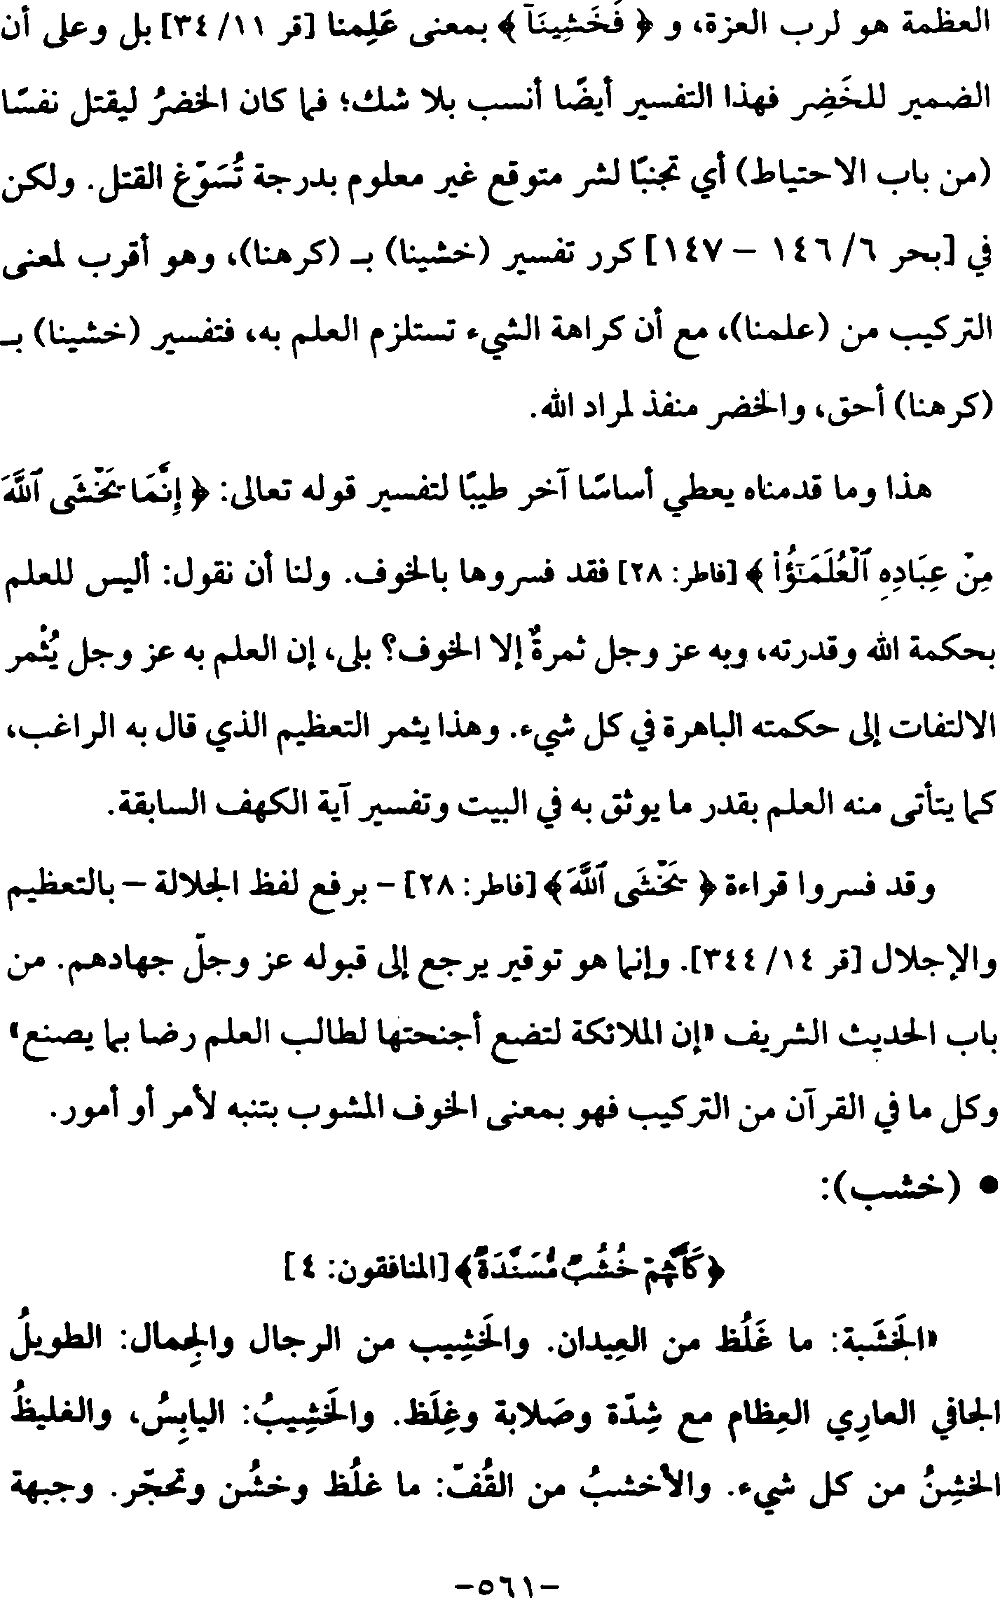 العظمة هو لرب العزة، و ﴿ فَخَشِينَآ ﴾ بمعنى عَلِمنا [قر ١١/ ٣٤] بل وعلى أن
الضمير للخَضِر فهذا التفسير أيضًا أنسب بلا شك؛ فما كان الخضرُ ليقتل نفسًا
(من باب الاحتياط) أي تجنبًا لشر متوقع غير معلوم بدرجة تُسَوّغ القتل. ولكن
في [بحر ٦/ ١٤٦ – ١٤٧] كرر تفسير (خشينا) بـ (كرهنا)، وهو أقرب لمعنى
التركيب من (علمنا)، مع أن كراهة الشيء تستلزم العلم به، فتفسير (خشينا) بـ
(كرهنا) أحق، والخضر منفذ لمراد الله.
هذا وما قدمناه يعطي أساسًا آخر طيبًا لتفسير قوله تعالى: ﴿ إِنَّمَا يَخْشَى ٱللَّهَ
مِنْ عِبَادِهِ ٱلْعُلَمَـٰٓؤُاْ ﴾ [فاطر: ٢٨] فقد فسروها بالخوف. ولنا أن نقول: أليس للعلم
بحكمة الله وقدرته، وبه عز وجل ثمرةٌ إلا الخوف؟ بلى، إن العلم به عز وجل يُثْمر
الالتفات إلى حكمته الباهرة في كل شيء. وهذا يثمر التعظيم الذي قال به الراغب،
كما يتأتى منه العلم بقدر ما يوثق به في البيت وتفسير آية الكهف السابقة.
وقد فسروا قراءة ﴿ يَخْشَى ٱللَّهَ﴾ [فاطر: ٢٨] – برفع لفظ الجلالة – بالتعظيم
والإجلال [قر ١٤/ ٣٤٤]. وإنما هو توقير يرجع إلى قبوله عز وجلّ جهادهم. من
باب الحديث الشريف «إن الملائكة لتضع أجنحتها لطالب العلم رضا بما يصنع»
وكل ما في القرآن من التركيب فهو بمعنى الخوف المشوب بتنبه لأمر أو أمور.
● (خشب):
﴿كَأَنَّهُمْ خُشُبٌ مُّسَنَّدَةٌ﴾ [المنافقون: ٤]
«الخَشَبة: ما غَلُظ من العِيدان. والخَشِيب من الرجال والجِمال: الطويلُ
الجافي العارِي العِظام مع شِدّة وصَلابة وغِلَظ. والخَشِيبُ: اليابِسُ، والغليظُ
الخشِنُ من كل شيء. والأخشبُ من القُفّ: ما غلُظ وخشُن وتحجّر. وجبهة
-٥٦١-